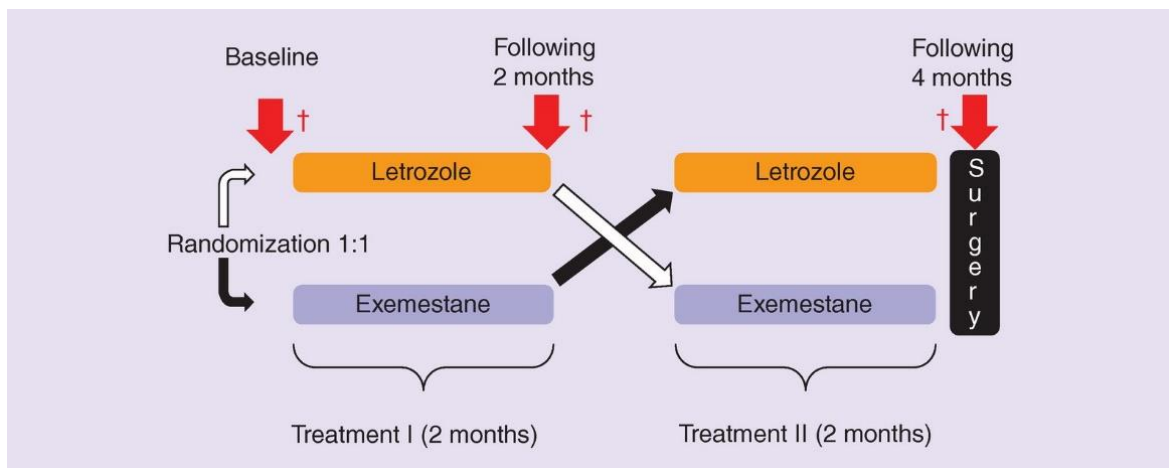 Baseline
Following
2 months
Following
4 months
†
†
†
Letrozole
Letrozole
Randomization 1:1
Exemestane
Exemestane
Surgery
Treatment I (2 months)
Treatment II (2 months)